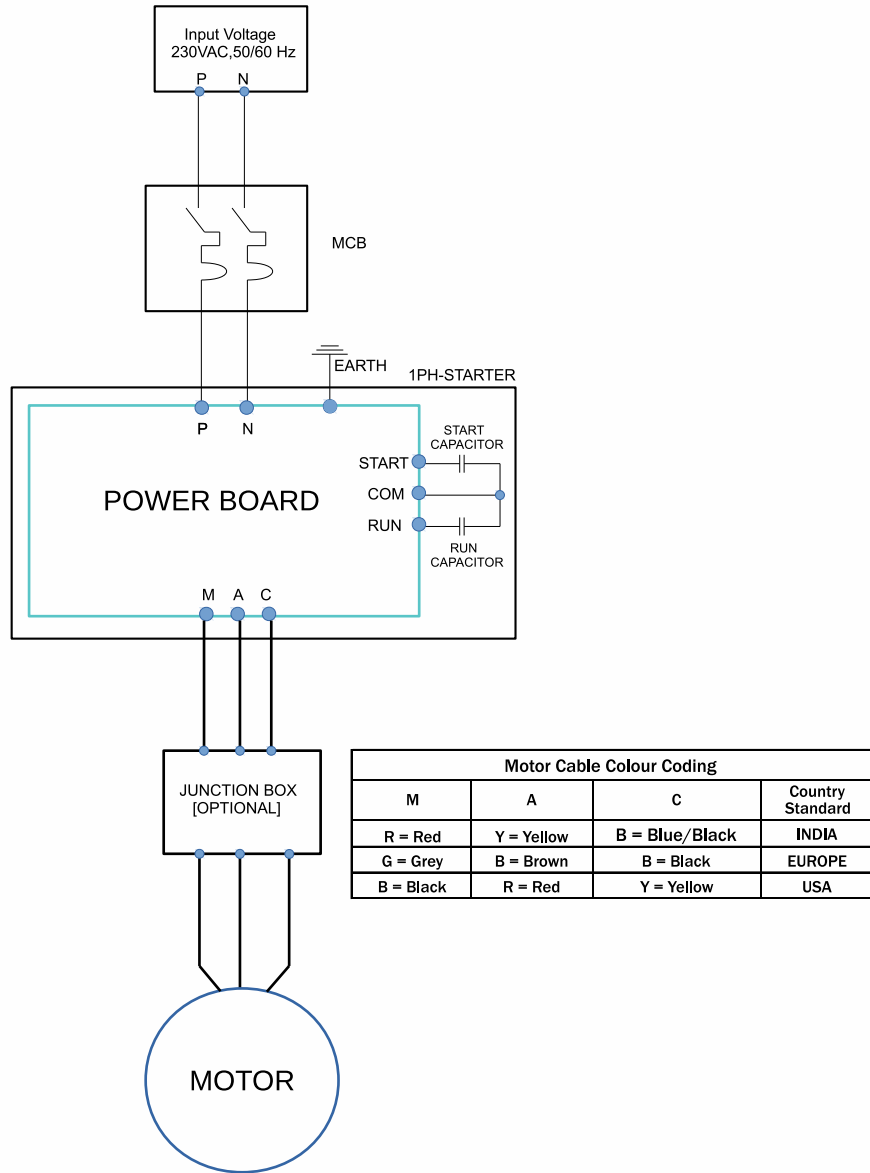 Input Voltage
230VAC,50/60 Hz
P N
MCB
EARTH
1PH-STARTER
P N
START
CAPACITOR
START
COM
POWER BOARD
RUN
RUN
CAPACITOR
M A C
JUNCTION BOX
[OPTIONAL]
Motor Cable Colour Coding
M A C Country Standard
R = Red Y = Yellow B = Blue/Black INDIA
G = Grey B = Brown B = Black EUROPE
B = Black R = Red Y = Yellow USA
MOTOR